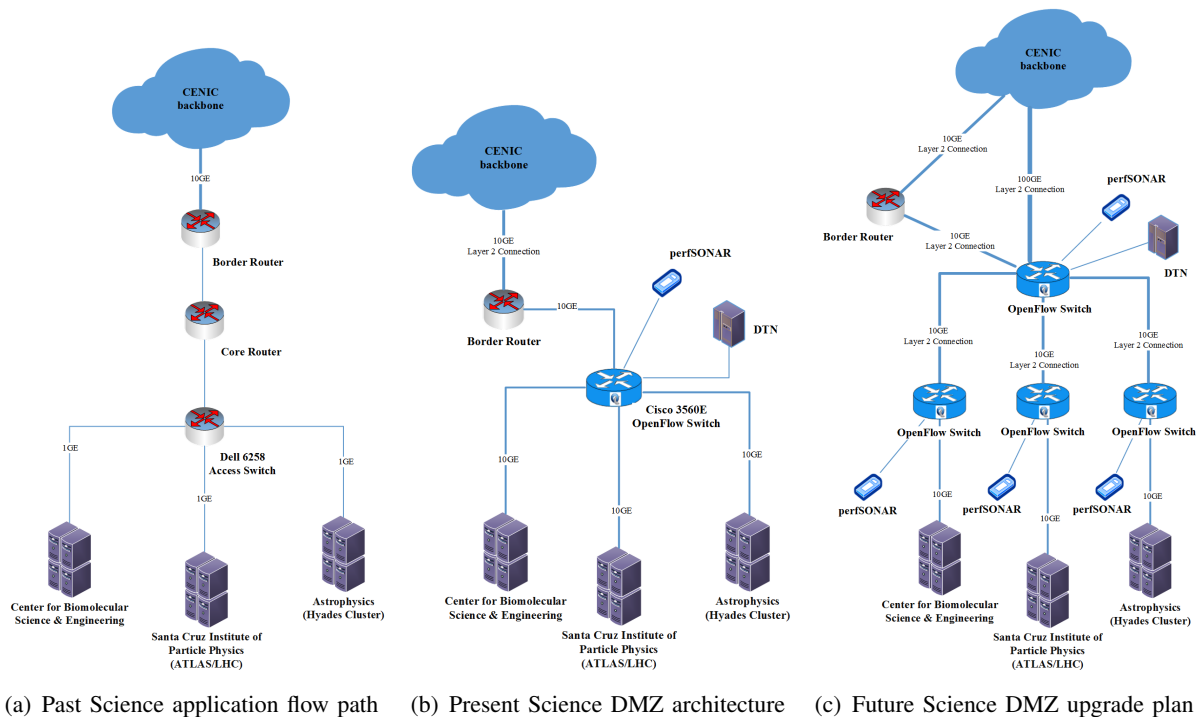 CENIC
backbone
10GE
Border Router
Core Router
Dell 6258
Access Switch
1GE
1GE
1GE
Center for Biomolecular
Science & Engineering
Santa Cruz Institute of
Particle Physics
(ATLAS/LHC)
Astrophysics
(Hyades Cluster)
(a) Past Science application flow path
CENIC
backbone
10GE
Layer 2 Connection
Border Router
10GE
perfSONAR
DTN
Cisco 3560E
OpenFlow Switch
10GE
10GE
10GE
Center for Biomolecular
Science & Engineering
Santa Cruz Institute of
Particle Physics
(ATLAS/LHC)
Astrophysics
(Hyades Cluster)
(b) Present Science DMZ architecture
CENIC
backbone
10GE
Layer 2 Connection
100GE
Layer 2 Connection
Border Router
10GE
Layer 2 Connection
perfSONAR
DTN
OpenFlow Switch
10GE
Layer 2 Connection
10GE
Layer 2 Connection
10GE
Layer 2 Connection
OpenFlow Switch
OpenFlow Switch
OpenFlow Switch
perfSONAR
perfSONAR
perfSONAR
10GE
10GE
10GE
Center for Biomolecular
Science & Engineering
Santa Cruz Institute of
Particle Physics
(ATLAS/LHC)
Astrophysics
(Hyades Cluster)
(c) Future Science DMZ upgrade plan